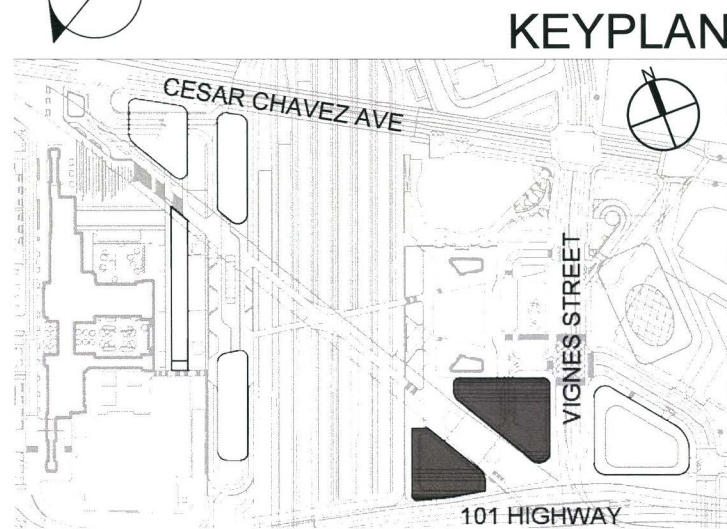 KEYPLAN
N
CESAR CHAVEZ AVE
VIGNES STREET
101 HIGHWAY